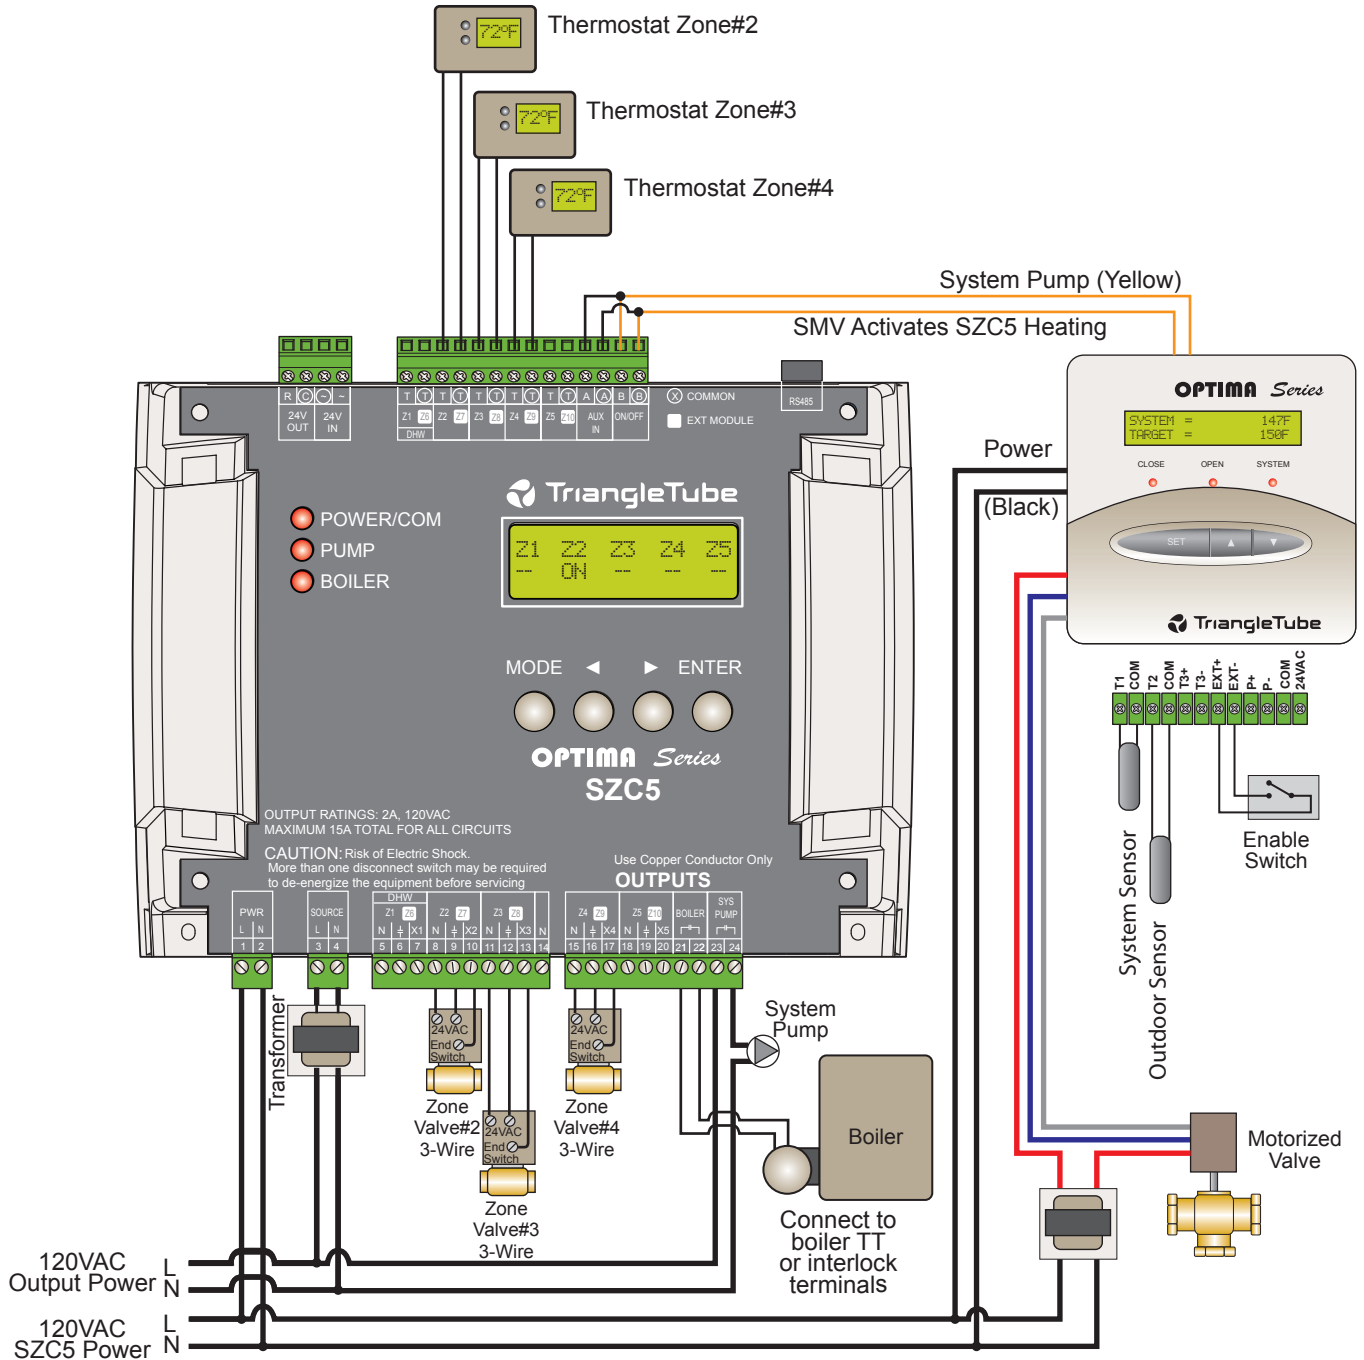 Thermostat Zone#2
72°F
Thermostat Zone#3
72°F
Thermostat Zone#4
72°F
System Pump (Yellow)
SMV Activates SZC5 Heating
R C ~ ~
24V OUT 24V IN
T T T T T T T T T T A A B B
Z1 Z6 Z2 Z7 Z3 Z8 Z4 Z9 Z5 Z10 AUX IN ON/OFF
DHW
X COMMON
EXT MODULE
RS485
OPTIMA Series
SYSTEM = 147F
TARGET = 150F
CLOSE OPEN SYSTEM
SET ▲ ▼
TriangleTube
Power
(Black)
TriangleTube
POWER/COM
PUMP
BOILER
Z1 Z2 Z3 Z4 Z5
-- ON -- -- --
MODE ◄ ► ENTER
OPTIMA Series
SZC5
T1 COM T2 COM T3+ T3- EXT+ EXT- P+ P- COM 24VAC
System Sensor
Outdoor Sensor
Enable
Switch
OUTPUT RATINGS: 2A, 120VAC
MAXIMUM 15A TOTAL FOR ALL CIRCUITS
CAUTION: Risk of Electric Shock.
More than one disconnect switch may be required
to de-energize the equipment before servicing
Use Copper Conductor Only
OUTPUTS
PWR
L N
1 2
SOURCE
L N
3 4
DHW
Z1 Z6 Z2 Z7 Z3 Z8
N X1 N X2 N X3 N
5 6 7 8 9 10 11 12 13 14
Z4 Z9 Z5 Z10 BOILER SYS PUMP
N X4 N X5
15 16 17 18 19 20 21 22 23 24
Transformer
24VAC
End
Switch
Zone
Valve#2
3-Wire
24VAC
End
Switch
Zone
Valve#3
3-Wire
24VAC
End
Switch
Zone
Valve#4
3-Wire
System
Pump
Boiler
Connect to
boiler TT
or interlock
terminals
Motorized
Valve
120VAC
Output Power
L
N
120VAC
SZC5 Power
L
N